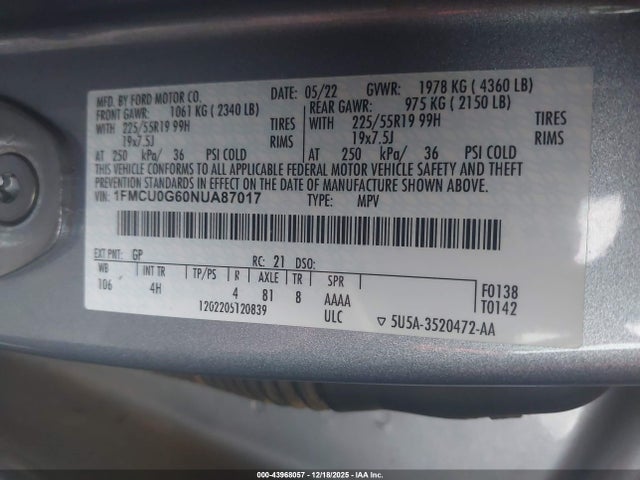 MFD. BY FORD MOTOR CO. DATE: 05/22 GVWR: 1978 KG ( 4360 LB)
FRONT GAWR: 1061 KG ( 2340 LB) REAR GAWR: 975 KG ( 2150 LB)
WITH 225/55R19 99H TIRES WITH 225/55R19 99H TIRES
19x7.5J RIMS 19x7.5J RIMS
AT 250 kPa/ 36 PSI COLD AT 250 kPa/ 36 PSI COLD
THIS VEHICLE CONFORMS TO ALL APPLICABLE FEDERAL MOTOR VEHICLE SAFETY AND THEFT
PREVENTION STANDARDS IN EFFECT ON THE DATE OF MANUFACTURE SHOWN ABOVE.
VIN: 1FMCU0G60NUA87017 TYPE: MPV
EXT PNT: GP RC: 21 DSO:
WB INT TR TP/PS R AXLE TR SPR
106 4H 4 81 8 AAAA
F0138
T0142
1202205120839 ULC
▽ 5U5A-3520472-AA
000-43968057 - 12/18/2025 - IAA Inc.